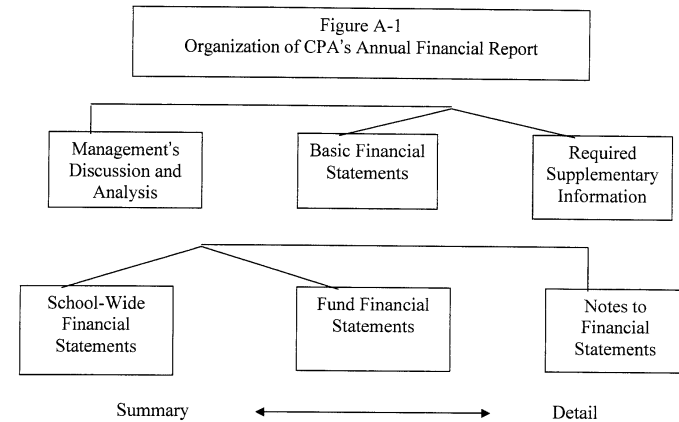 Figure A-1
Organization of CPA's Annual Financial Report
Management's
Discussion and
Analysis
Basic Financial
Statements
Required
Supplementary
Information
School-Wide
Financial
Statements
Fund Financial
Statements
Notes to
Financial
Statements
Summary
Detail